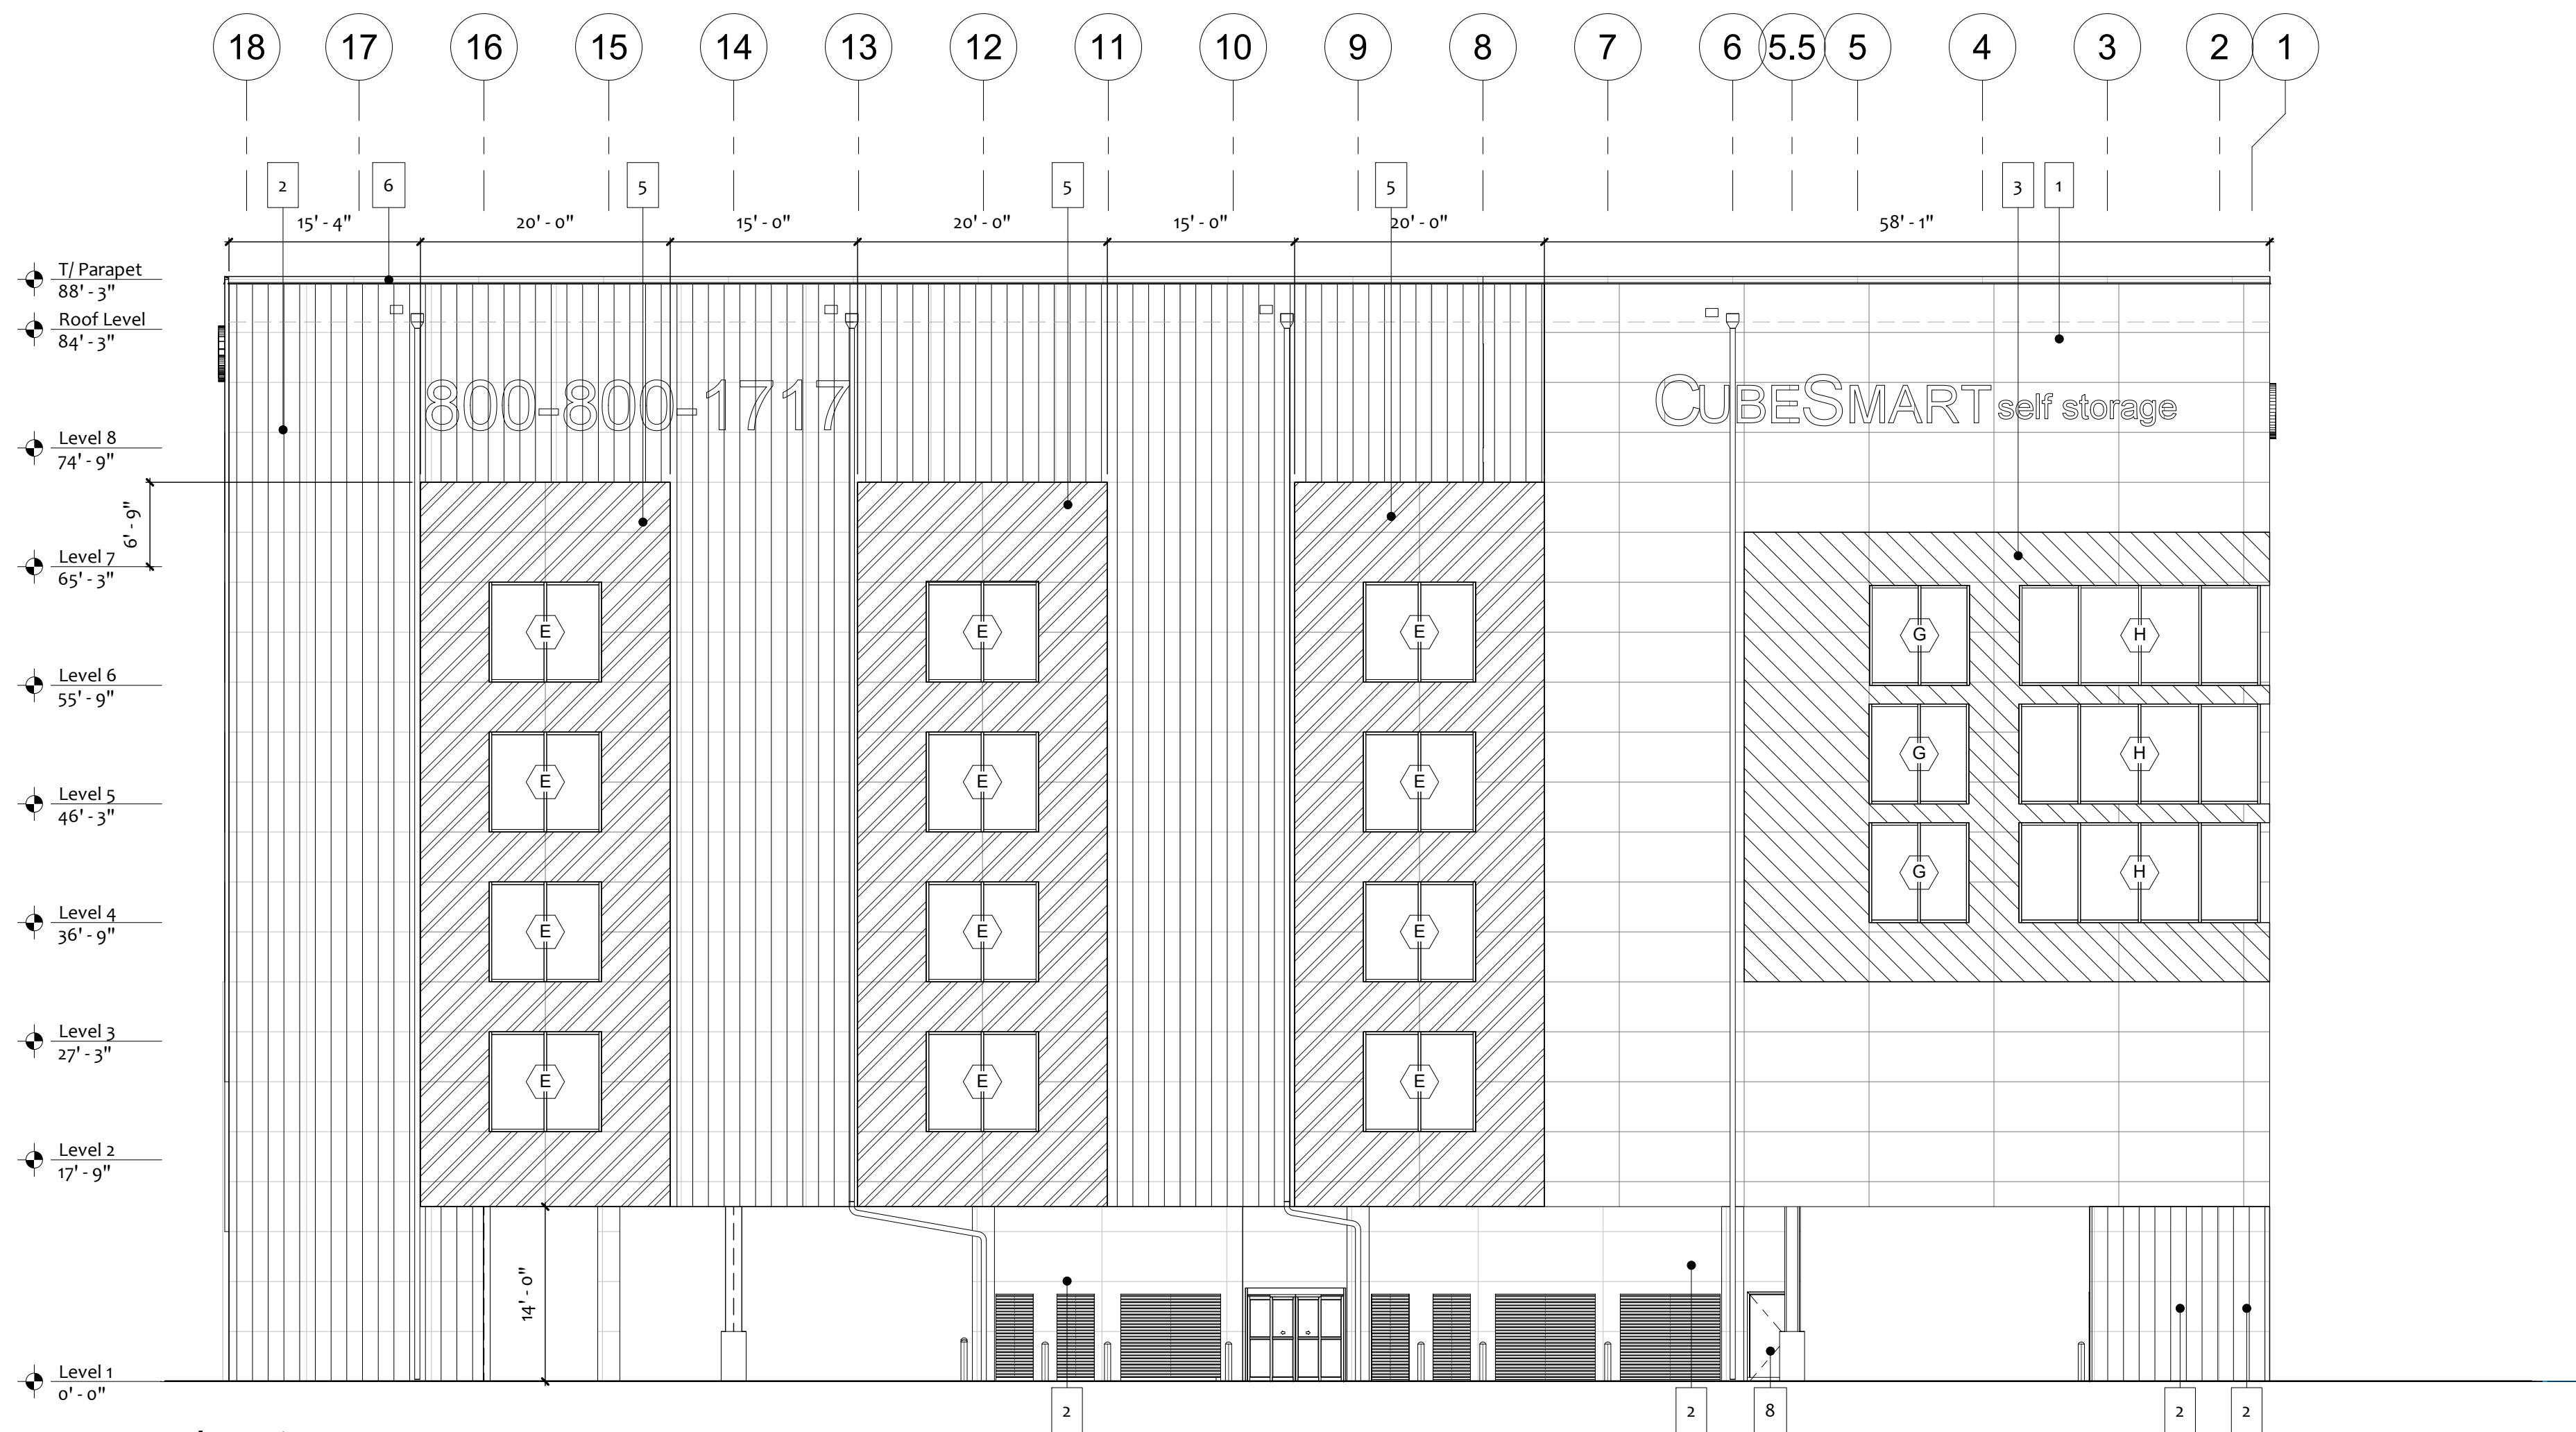 18 17 16 15 14 13 12 11 10 9 8 7 6 5.5 5 4 3 2 1
2 6 5 5 5 3 1
15' - 4" 20' - 0" 15' - 0" 20' - 0" 15' - 0" 20' - 0" 58' - 1"
T/ Parapet
88' - 3"
Roof Level
84' - 3"
800-800-1717 CUBESMART self storage
Level 8
74' - 9"
6' - 9"
Level 7
65' - 3"
E E E G H
Level 6
55' - 9"
E E E G H
Level 5
46' - 3"
E E E G H
Level 4
36' - 9"
Level 3
27' - 3"
E E E
Level 2
17' - 9"
14' - 0"
Level 1
0' - 0"
2 2 8 2 2